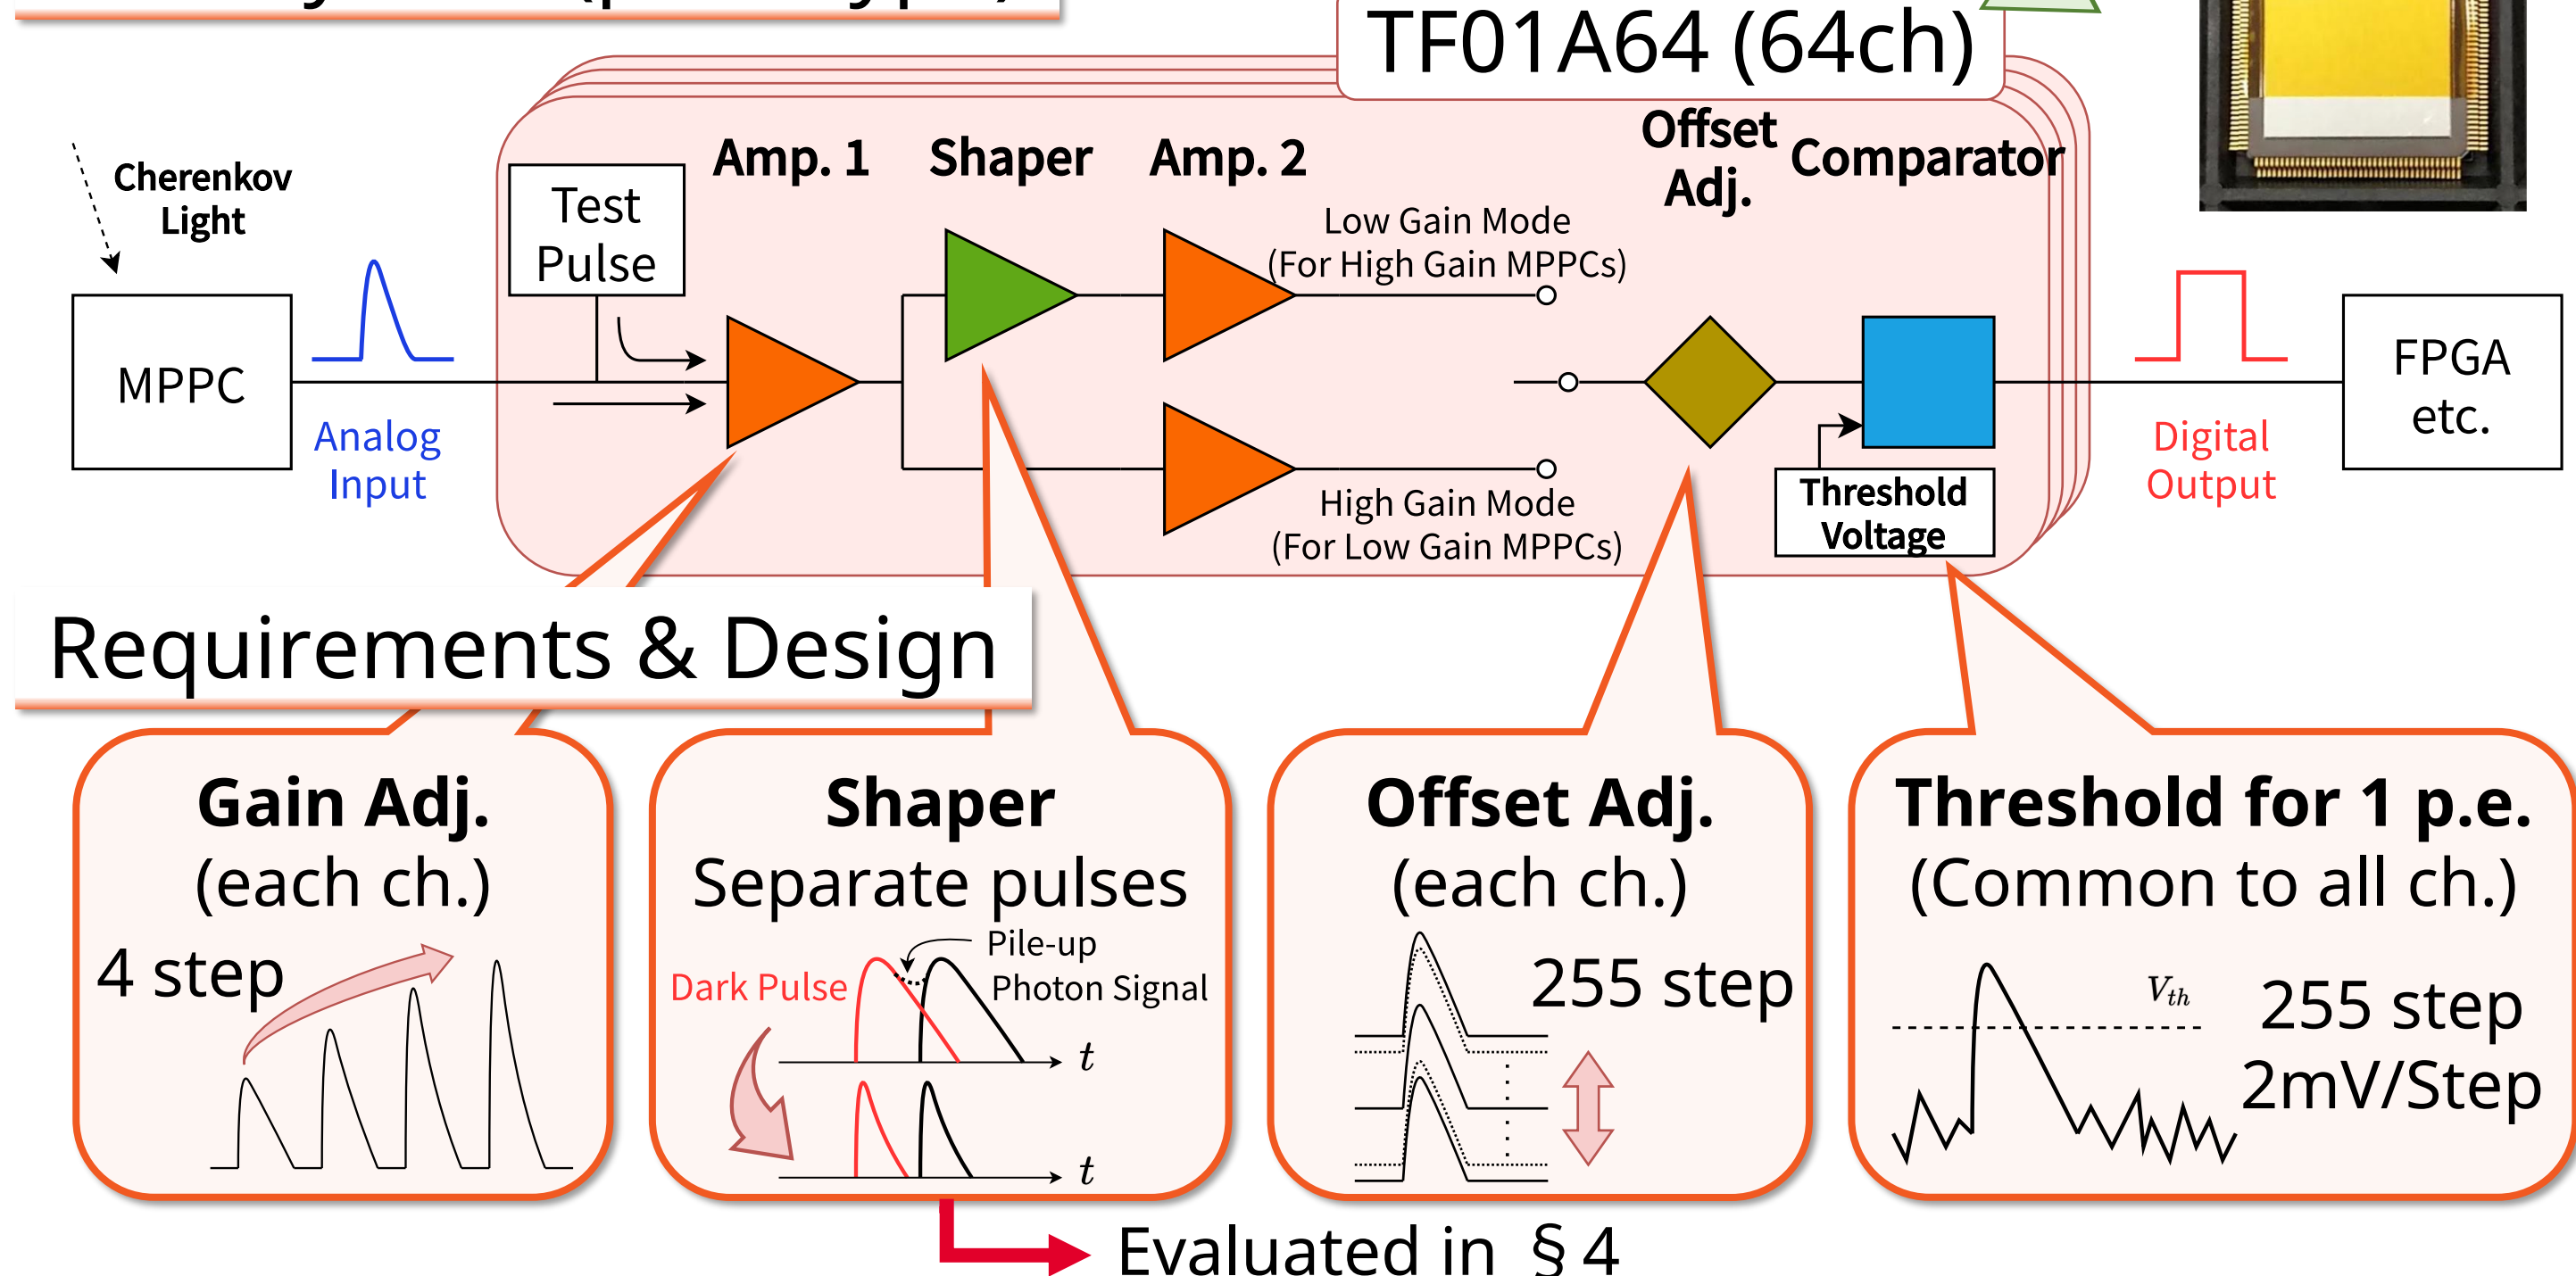 TF01A64 (64ch)
Cherenkov
Light
MPPC
Analog
Input
Test
Pulse
Amp. 1
Shaper
Amp. 2
Low Gain Mode
(For High Gain MPPCs)
High Gain Mode
(For Low Gain MPPCs)
Offset
Adj.
Comparator
Threshold
Voltage
Digital
Output
FPGA
etc.
Requirements & Design
Gain Adj.
(each ch.)
4 step
Shaper
Separate pulses
Pile-up
Dark Pulse
Photon Signal
t
t
Offset Adj.
(each ch.)
255 step
Threshold for 1 p.e.
(Common to all ch.)
Vth
255 step
2mV/Step
Evaluated in §4